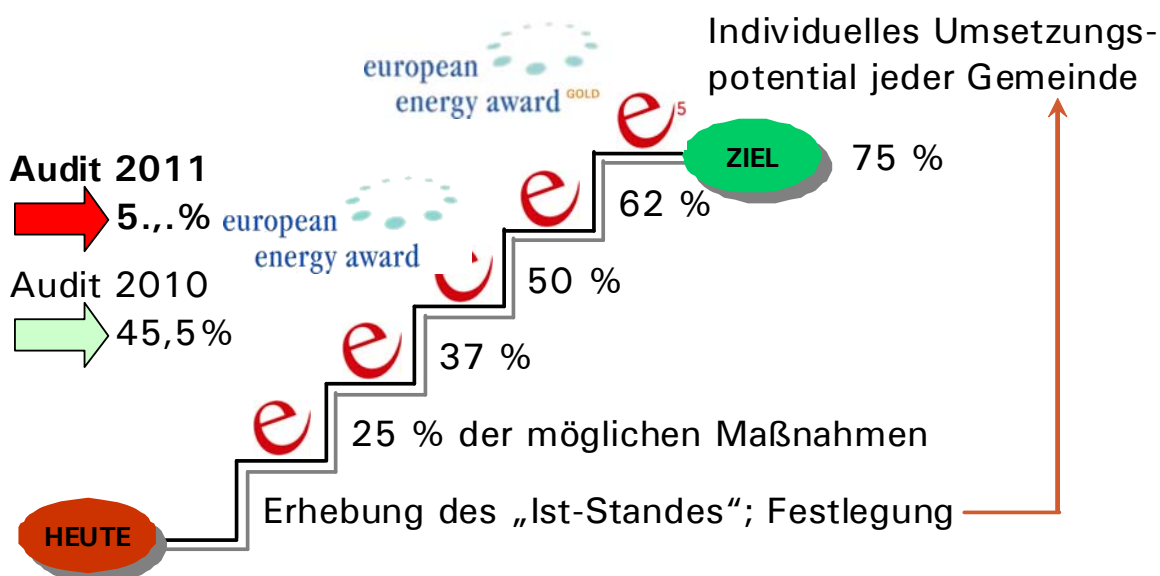 Individuelles Umsetzungs-
potential jeder Gemeinde
european
energy award GOLD
e5
ZIEL
75 %
Audit 2011
5.,.%
e
62 %
european
energy award
Audit 2010
45,5%
e
50 %
e
37 %
e
25 % der möglichen Maßnahmen
Erhebung des „Ist-Standes“; Festlegung
HEUTE